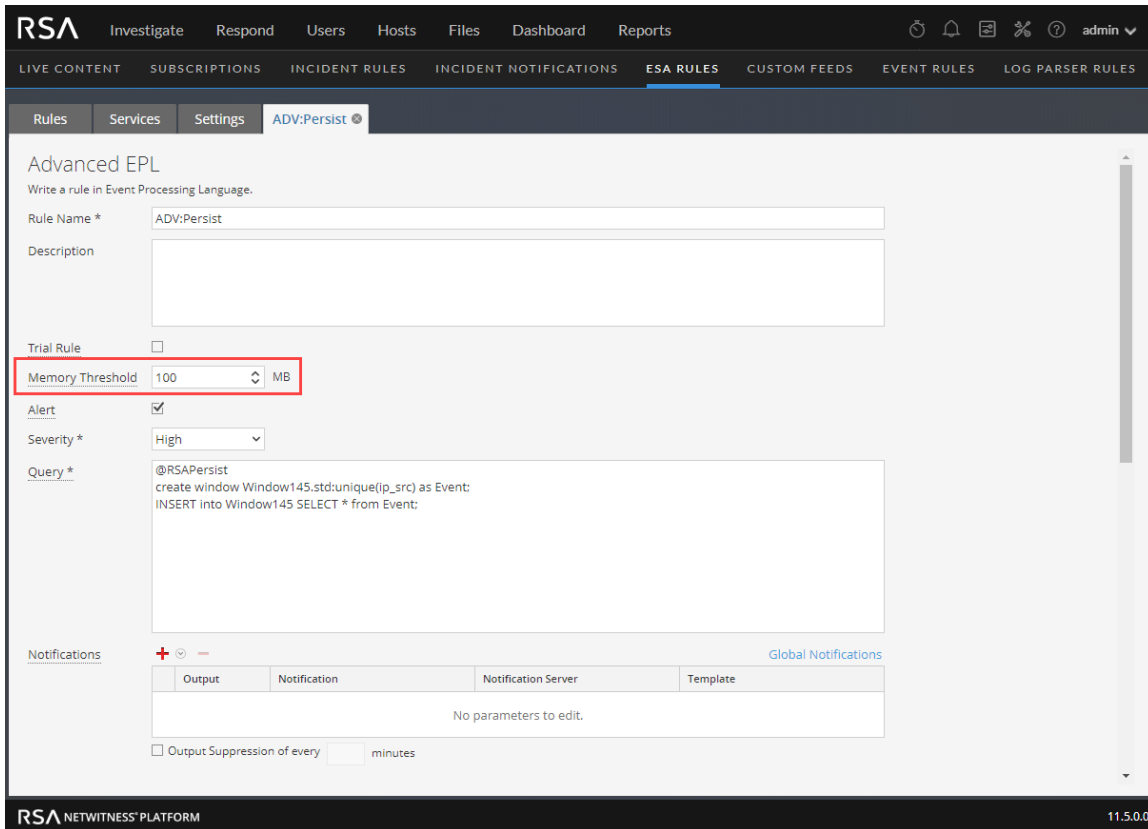 RSA Investigate Respond Users Hosts Files Dashboard Reports admin
LIVE CONTENT SUBSCRIPTIONS INCIDENT RULES INCIDENT NOTIFICATIONS ESA RULES CUSTOM FEEDS EVENT RULES LOG PARSER RULES
Rules Services Settings ADV:Persist
Advanced EPL
Write a rule in Event Processing Language.
Rule Name * ADV:Persist
Description
Trial Rule
Memory Threshold 100 MB
Alert
Severity * High
Query * @RSAPersist
create window Window145.std:unique(ip_src) as Event;
INSERT into Window145 SELECT * from Event;
Notifications Global Notifications
Output Notification Notification Server Template
No parameters to edit.
Output Suppression of every minutes
RSA NETWITNESS® PLATFORM 11.5.0.0